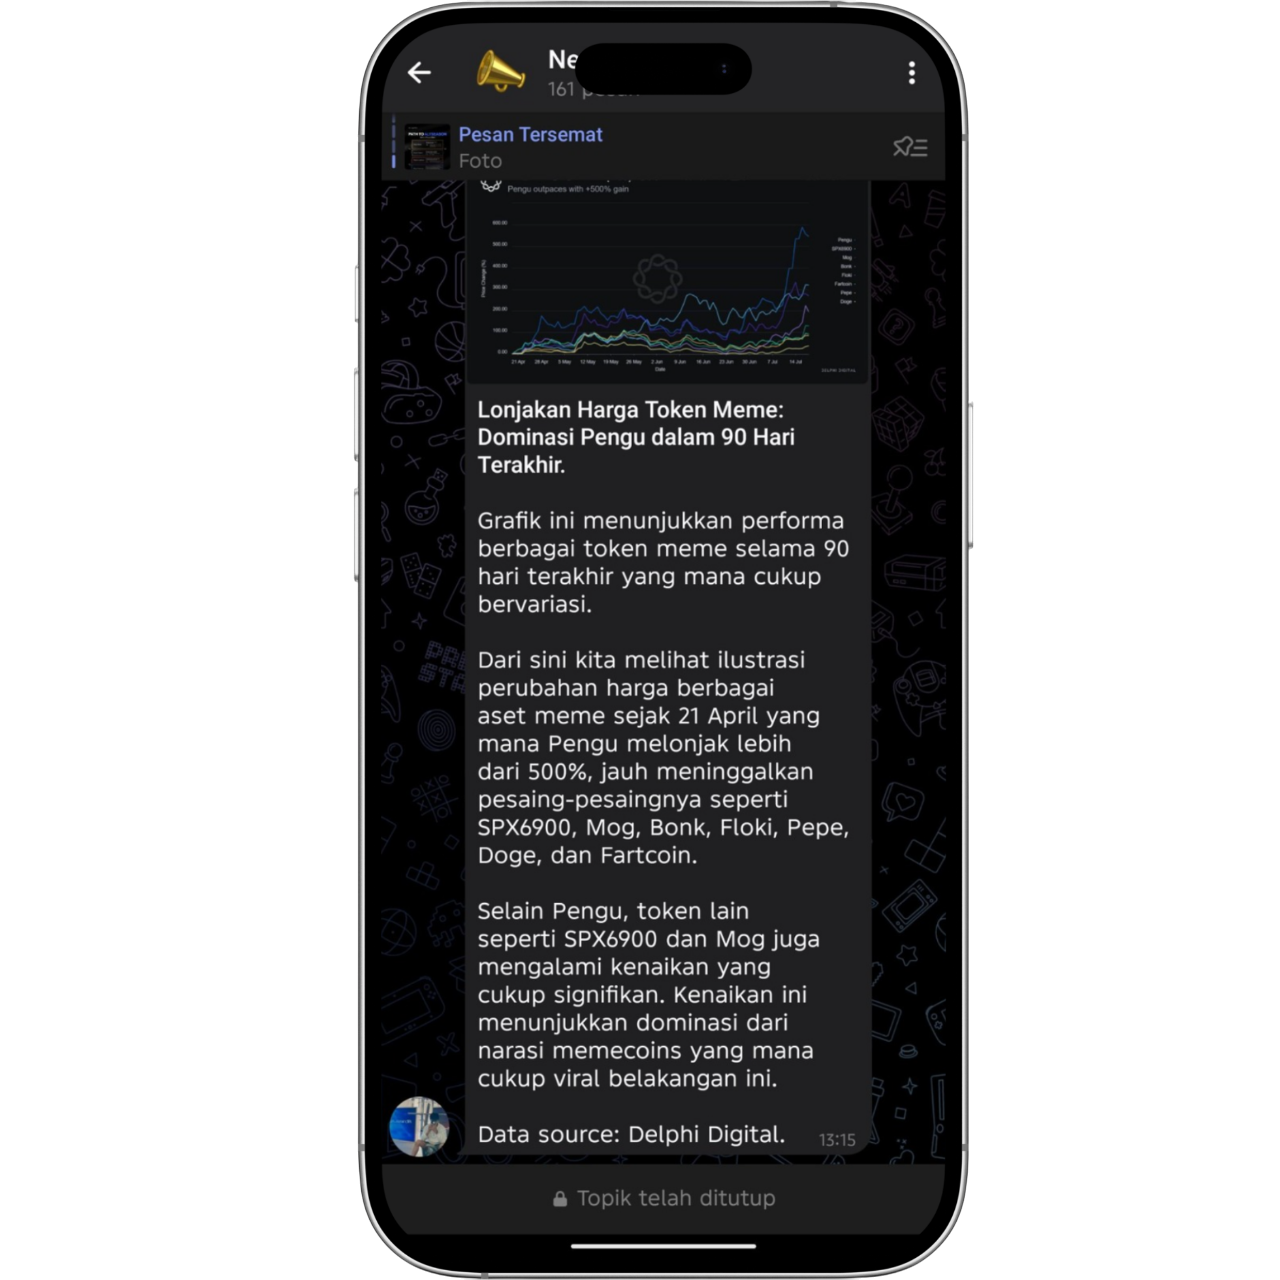 Ne
161
Pesan Tersemat
Foto
Pengu outpaces with +500% gain
600.00
500.00
400.00
300.00
200.00
100.00
0.00
Price Change (%)
21 Apr 28 Apr 5 May 12 May 19 May 26 May 2 Jun 9 Jun 16 Jun 23 Jun 30 Jun 7 Jul 14 Jul
Date
Pengu
SPX6900
Mog
Bonk
Floki
Fartcoin
Pepe
Doge
DELPHI DIGITAL
Lonjakan Harga Token Meme:
Dominasi Pengu dalam 90 Hari
Terakhir.
Grafik ini menunjukkan performa
berbagai token meme selama 90
hari terakhir yang mana cukup
bervariasi.
Dari sini kita melihat ilustrasi
perubahan harga berbagai
aset meme sejak 21 April yang
mana Pengu melonjak lebih
dari 500%, jauh meninggalkan
pesaing-pesaingnya seperti
SPX6900, Mog, Bonk, Floki, Pepe,
Doge, dan Fartcoin.
Selain Pengu, token lain
seperti SPX6900 dan Mog juga
mengalami kenaikan yang
cukup signifikan. Kenaikan ini
menunjukkan dominasi dari
narasi memecoins yang mana
cukup viral belakangan ini.
Data source: Delphi Digital.
13:15
Topik telah ditutup